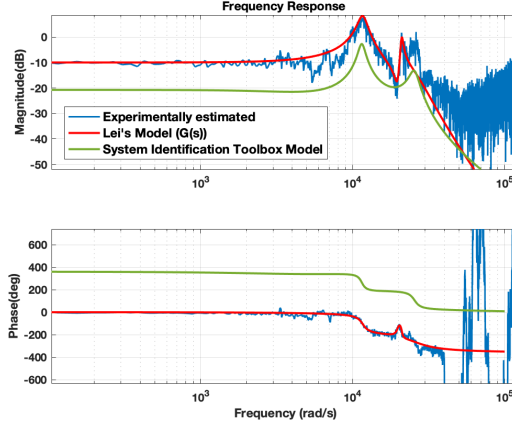 Frequency Response
Magnitude(dB)
0
-10
-20
-30
-40
-50
Experimentally estimated
Lei's Model (G(s))
System Identification Toolbox Model
10³
10⁴
10⁵
Phase(deg)
600
400
200
0
-200
-400
-600
10³
10⁴
10⁵
Frequency (rad/s)